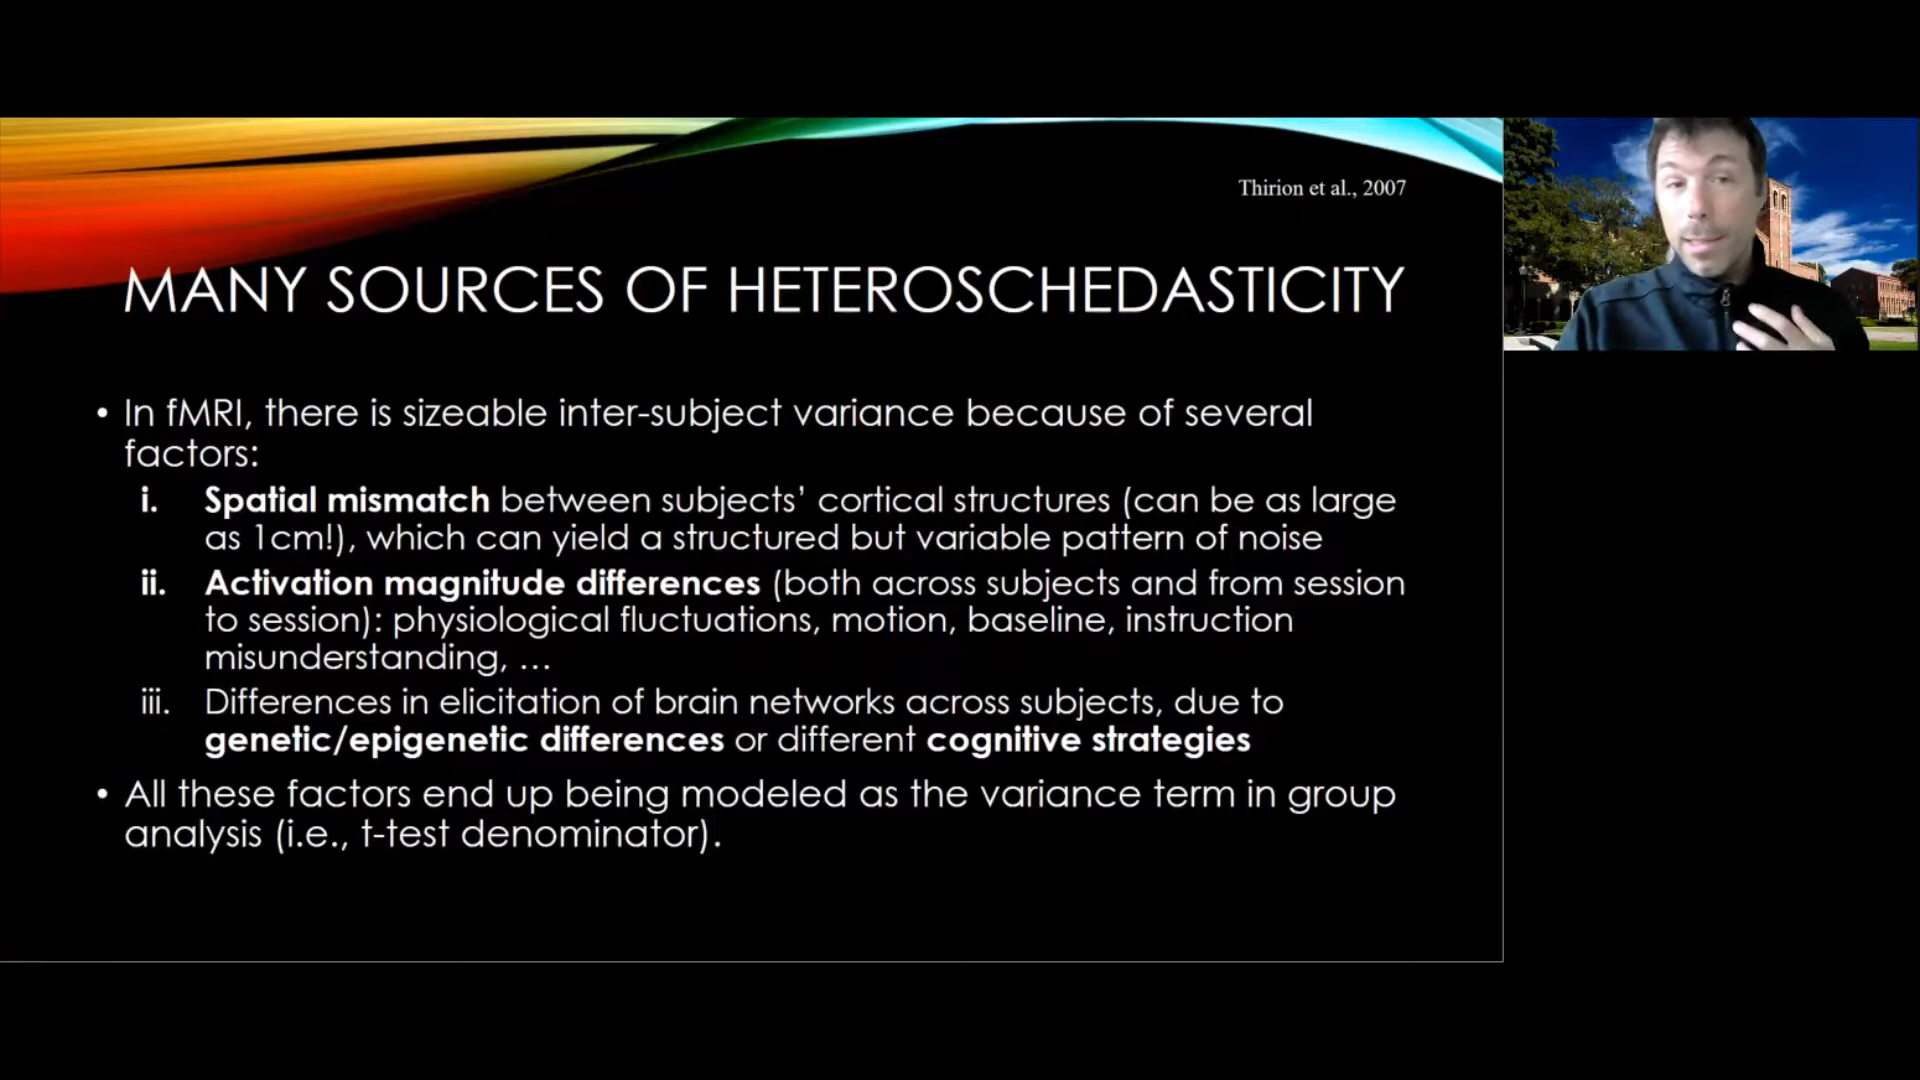 Thirion et al., 2007
MANY SOURCES OF HETEROSCHEDASTICITY
• In fMRI, there is sizeable inter-subject variance because of several
factors:
i. Spatial mismatch between subjects’ cortical structures (can be as large
as 1cm!), which can yield a structured but variable pattern of noise
ii. Activation magnitude differences (both across subjects and from session
to session): physiological fluctuations, motion, baseline, instruction
misunderstanding, …
iii. Differences in elicitation of brain networks across subjects, due to
genetic/epigenetic differences or different cognitive strategies
• All these factors end up being modeled as the variance term in group
analysis (i.e., t-test denominator).